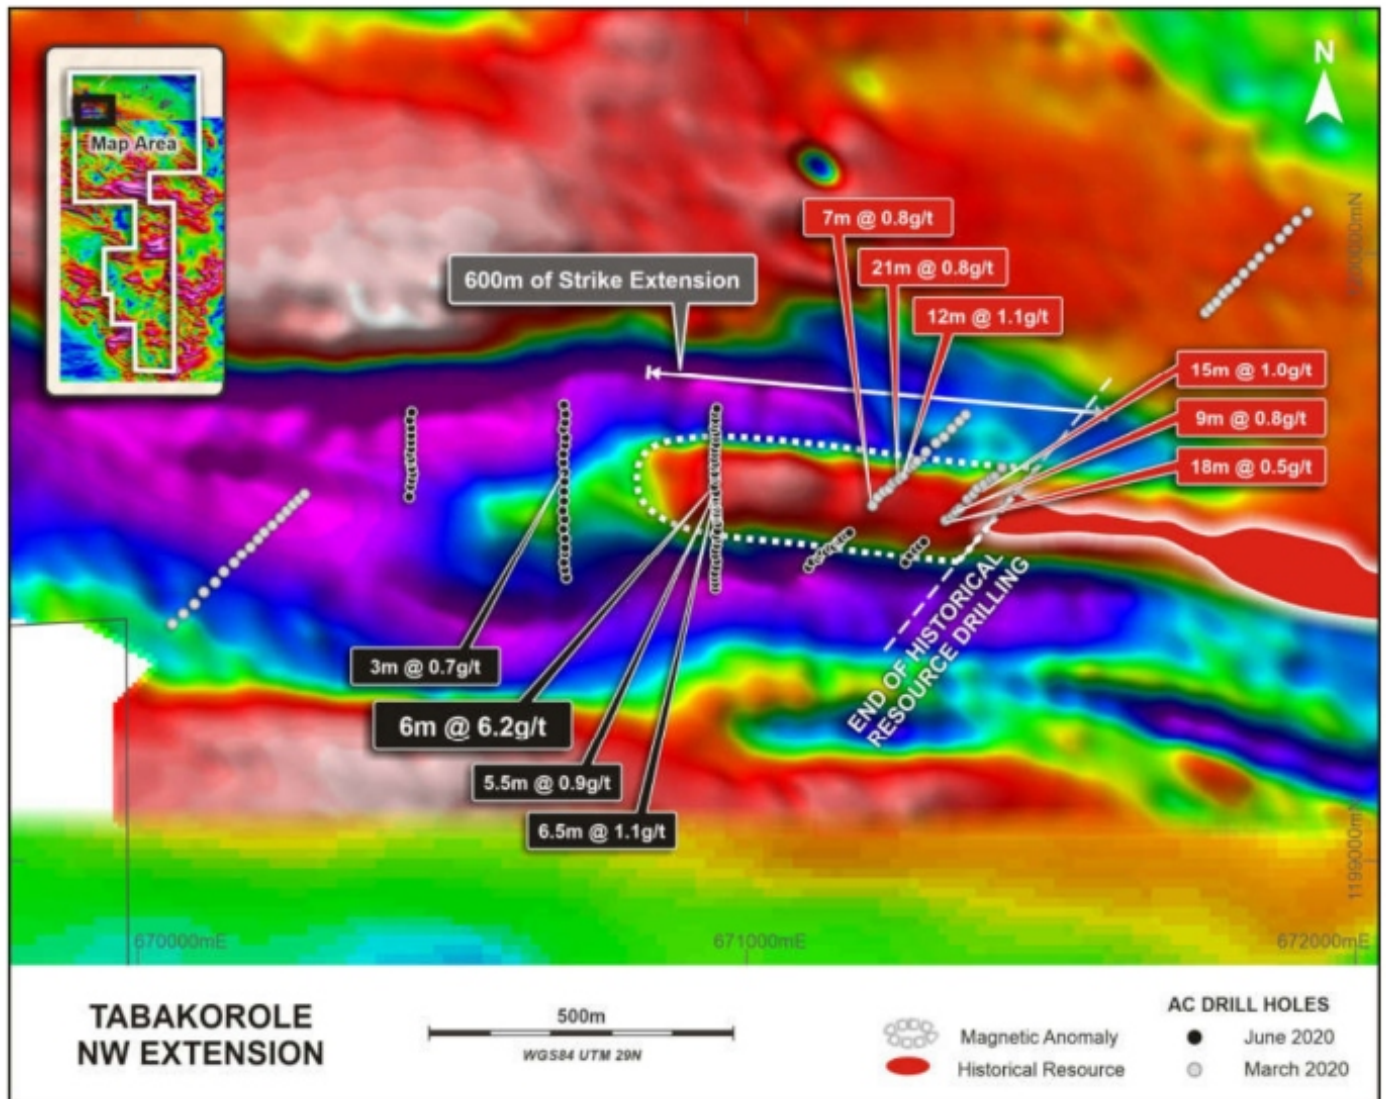 N
Map Area
7m @ 0.8g/t
21m @ 0.8g/t
12m @ 1.1g/t
600m of Strike Extension
15m @ 1.0g/t
9m @ 0.8g/t
18m @ 0.5g/t
END OF HISTORICAL
RESOURCE DRILLING
3m @ 0.7g/t
6m @ 6.2g/t
5.5m @ 0.9g/t
6.5m @ 1.1g/t
1199000mN
670000mE
671000mE
672000mE
TABAKOROLE
NW EXTENSION
500m
WGS84 UTM 29N
AC DRILL HOLES
Magnetic Anomaly
June 2020
Historical Resource
March 2020